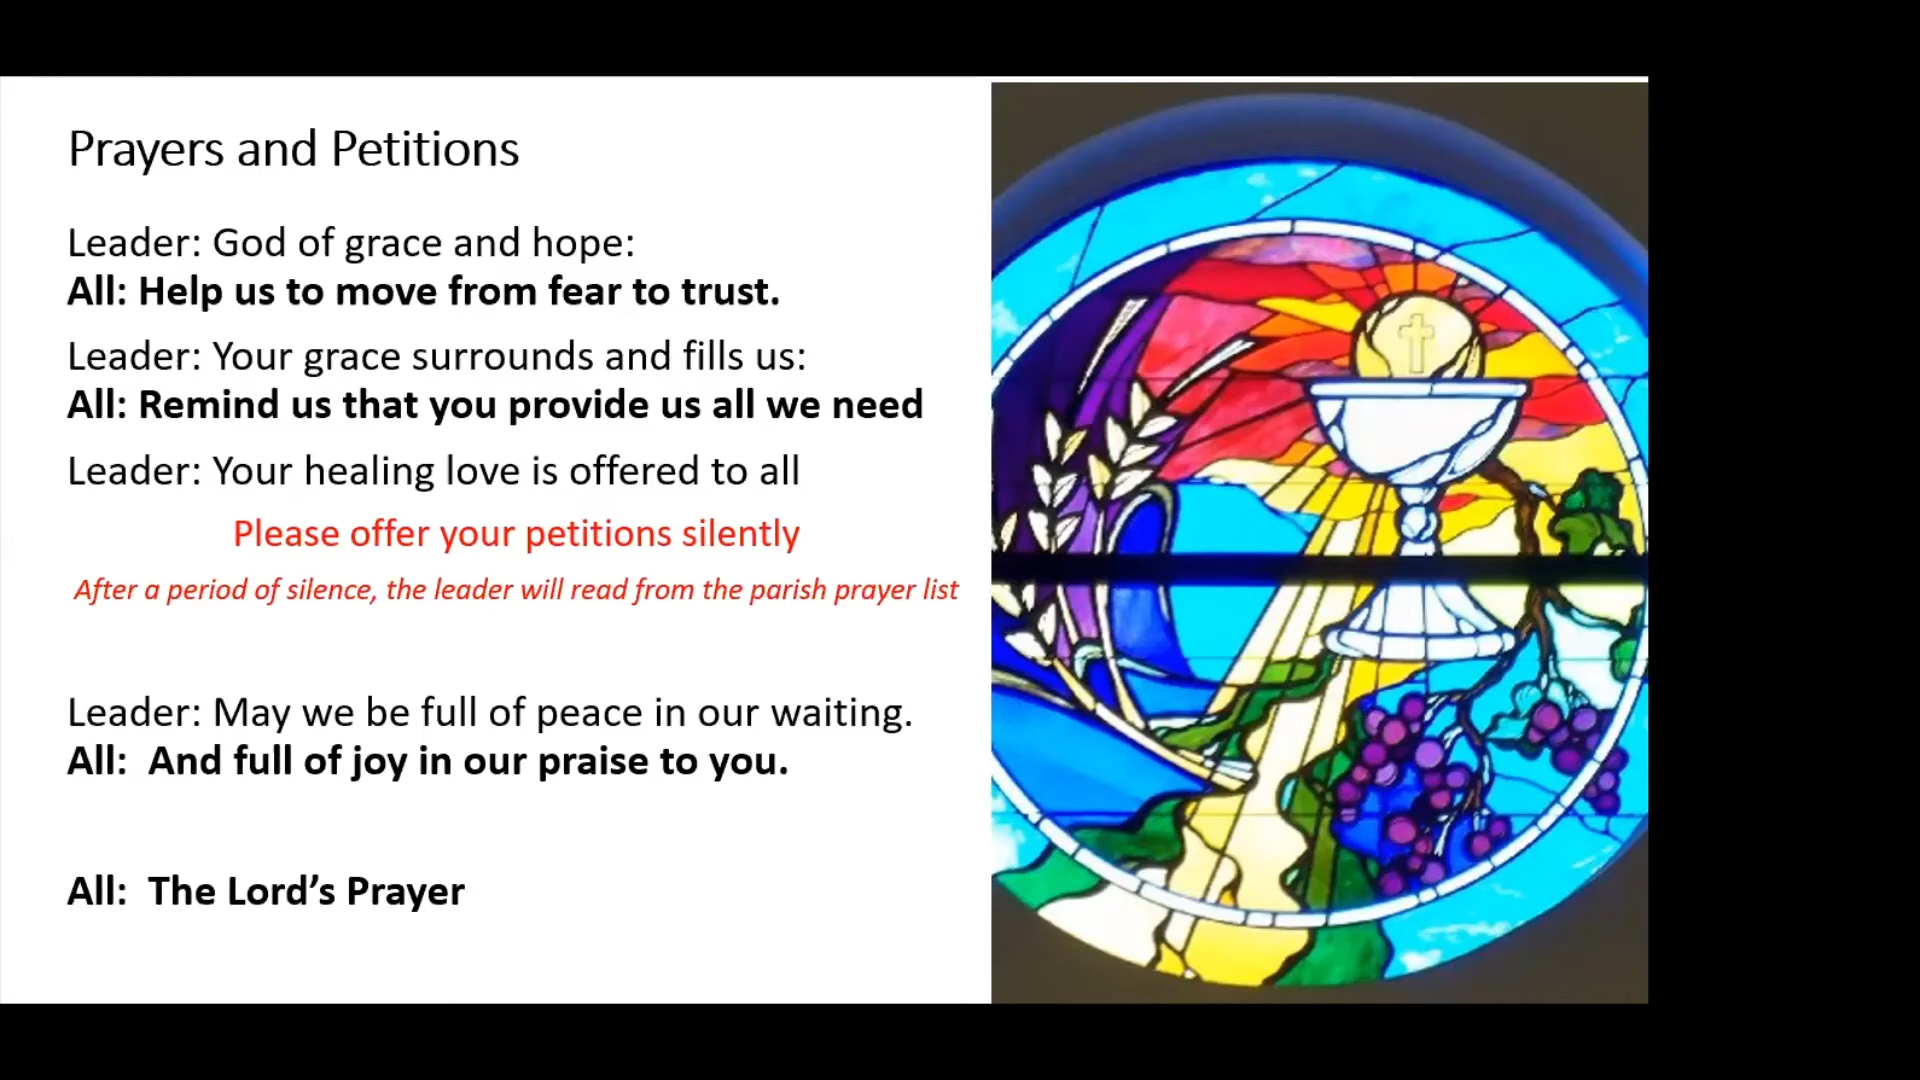 Prayers and Petitions
Leader: God of grace and hope:
All: Help us to move from fear to trust.
Leader: Your grace surrounds and fills us:
All: Remind us that you provide us all we need
Leader: Your healing love is offered to all
Please offer your petitions silently
After a period of silence, the leader will read from the parish prayer list
Leader: May we be full of peace in our waiting.
All:  And full of joy in our praise to you.
All:  The Lord’s Prayer